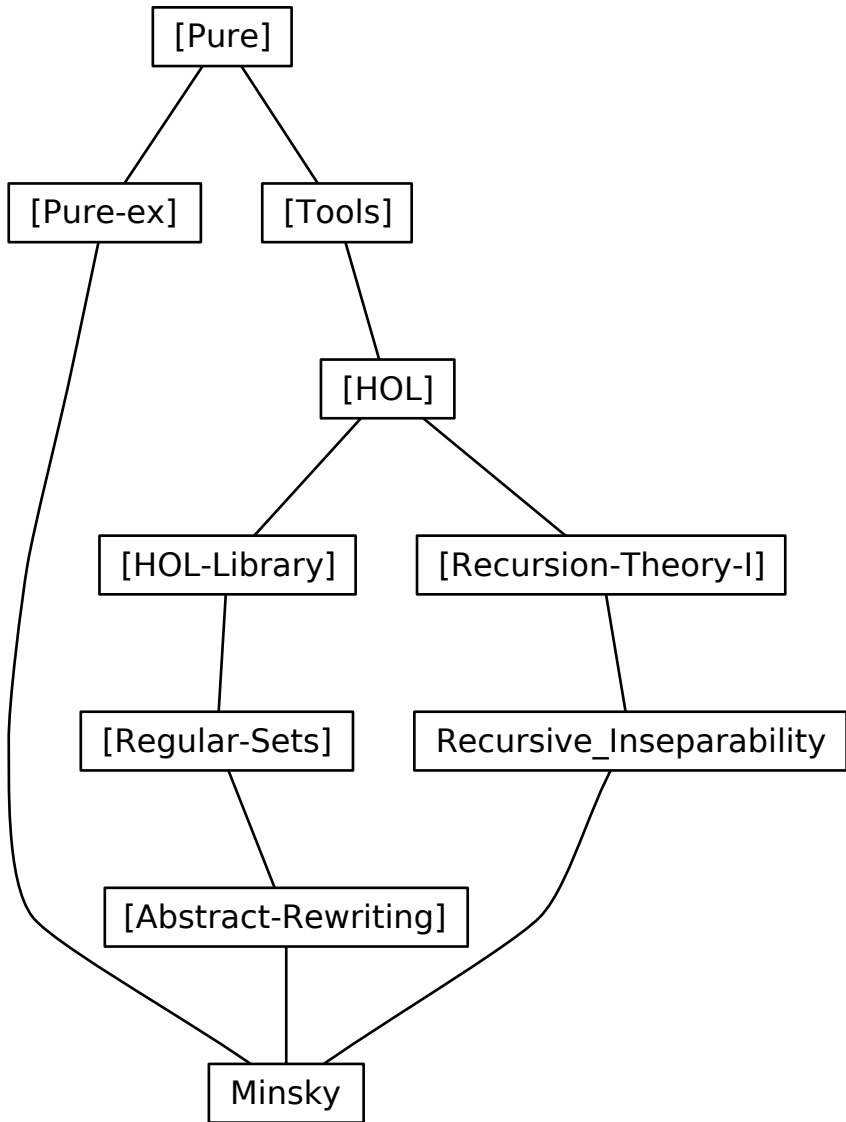 [Pure]
[Pure-ex]
[Tools]
[HOL]
[HOL-Library]
[Recursion-Theory-I]
[Regular-Sets]
Recursive_Inseparability
[Abstract-Rewriting]
Minsky